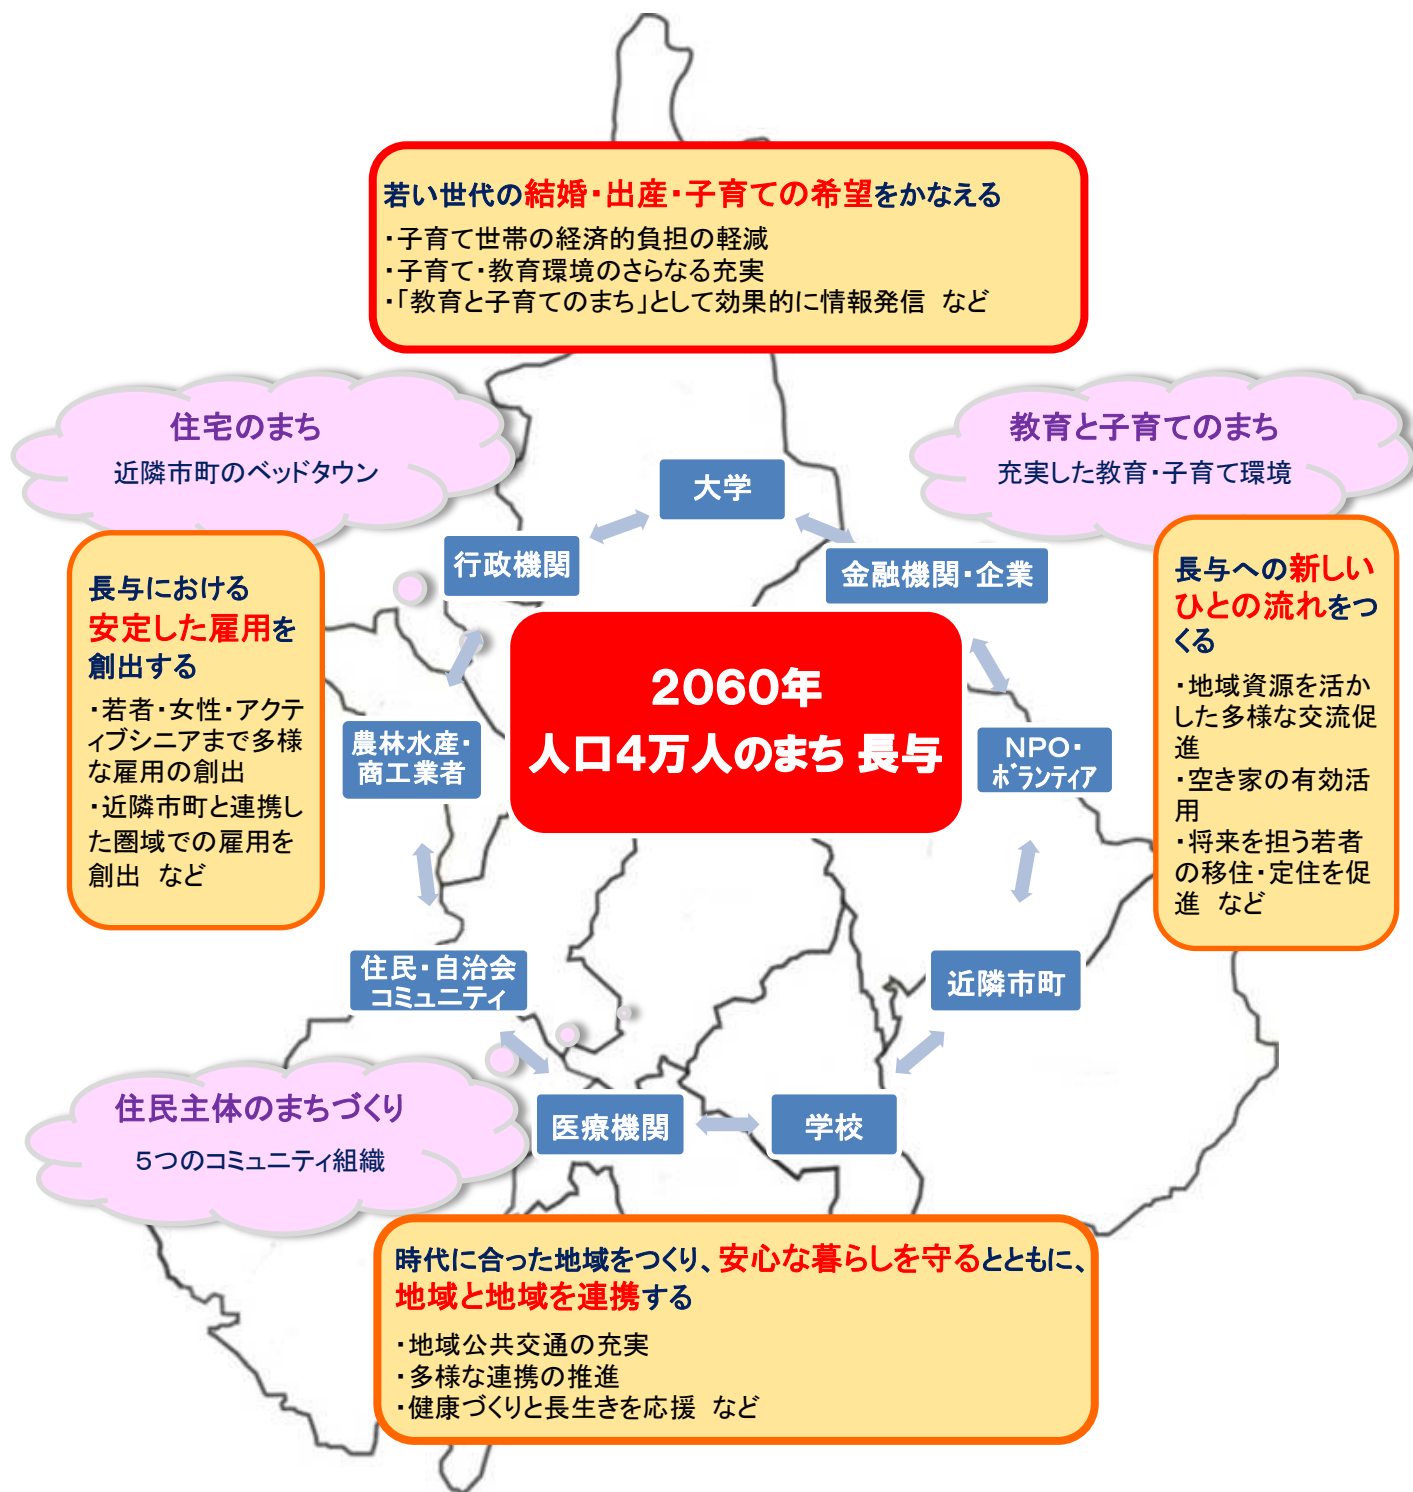 若い世代の結婚・出産・子育ての希望をかなえる
・子育て世帯の経済的負担の軽減
・子育て・教育環境のさらなる充実
・「教育と子育てのまち」として効果的に情報発信　など
住宅のまち
近隣市町のベッドタウン
教育と子育てのまち
充実した教育・子育て環境
大学
行政機関
金融機関・企業
長与における
安定した雇用を
創出する
・若者・女性・アクテ
ィブシニアまで多様
な雇用の創出
・近隣市町と連携し
た圏域での雇用を
創出　など
2060年
人口4万人のまち 長与
長与への新しい
ひとの流れをつ
くる
・地域資源を活か
した多様な交流促
進
・空き家の有効活
用
・将来を担う若者
の移住・定住を促
進　など
農林水産・
商工業者
NPO・
ボランティア
住民・自治会
コミュニティ
近隣市町
医療機関
学校
住民主体のまちづくり
５つのコミュニティ組織
時代に合った地域をつくり、安心な暮らしを守るとともに、
地域と地域を連携する
・地域公共交通の充実
・多様な連携の推進
・健康づくりと長生きを応援　など